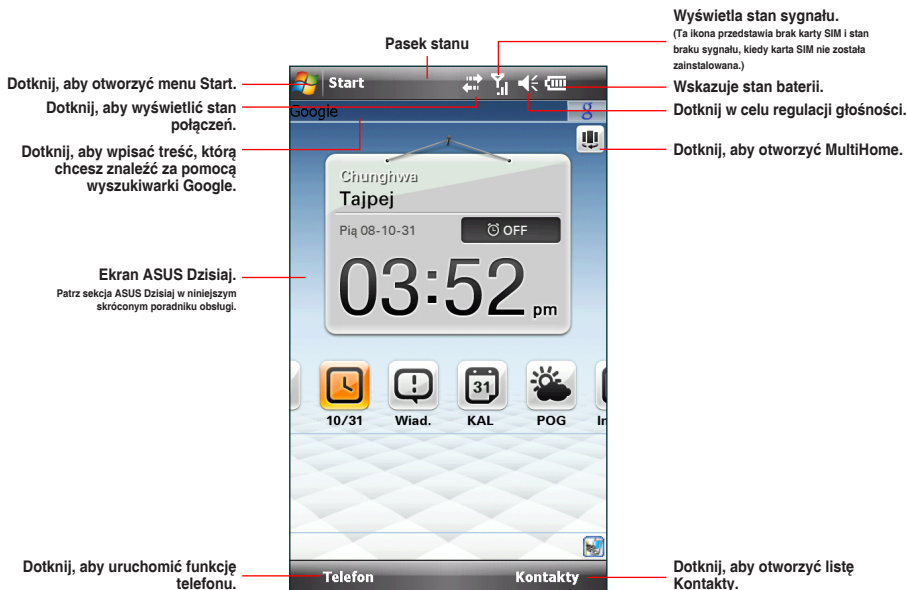 Wyświetla stan sygnału.
(Ta ikona przedstawia brak karty SIM i stan
braku sygnału, kiedy karta SIM nie została
zainstalowana.)
Pasek stanu
Dotknij, aby otworzyć menu Start.
Start
Wskazuje stan baterii.
Dotknij, aby wyświetlić stan
połączeń.
Google
g
Dotknij w celu regulacji głośności.
Dotknij, aby wpisać treść, którą
chcesz znaleźć za pomocą
wyszukiwarki Google.
Dotknij, aby otworzyć MultiHome.
Chunghwa
Tajpej
Pią 08-10-31
OFF
03:52 pm
Ekran ASUS Dzisiaj.
Patrz sekcja ASUS Dzisiaj w niniejszym
skróconym poradniku obsługi.
31
10/31
Wiad.
KAL
POG
In
Dotknij, aby uruchomić funkcję
telefonu.
Telefon
Kontakty
Dotknij, aby otworzyć listę
Kontakty.